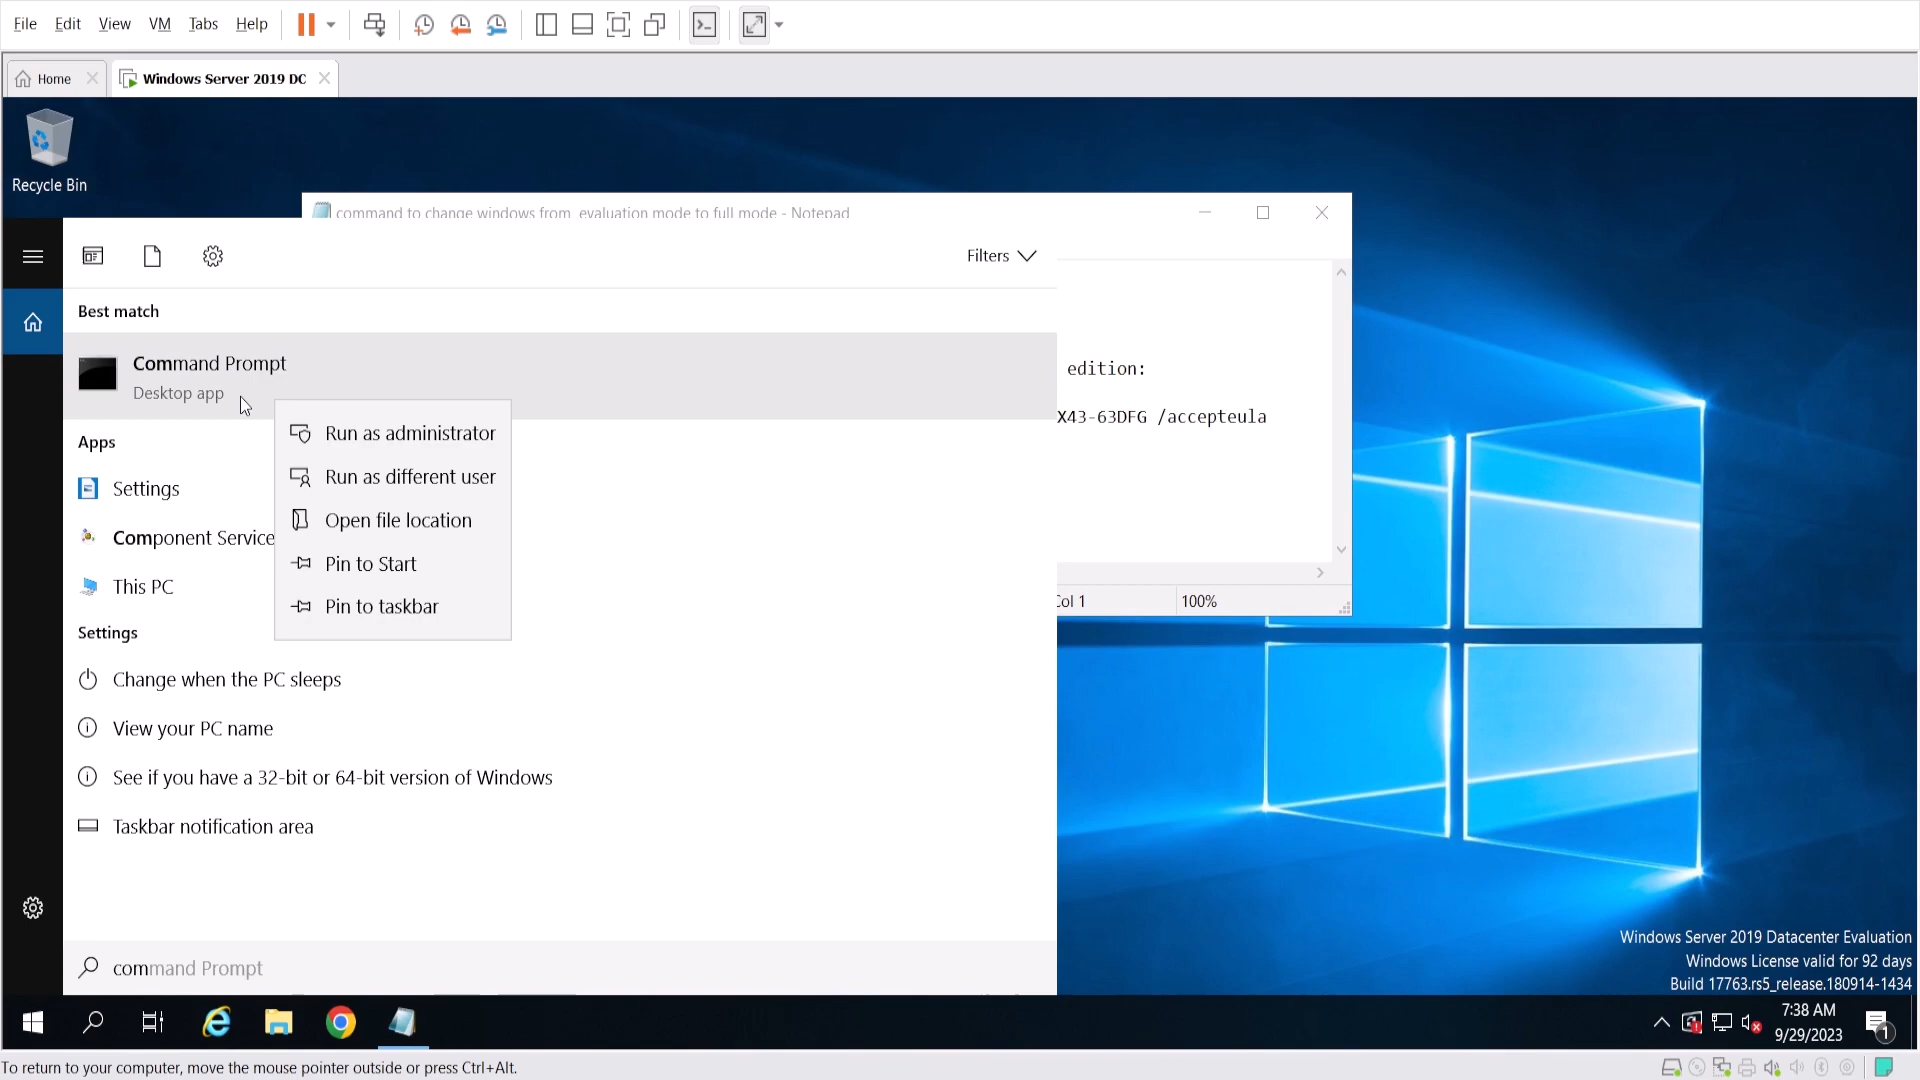 File Edit View VM Tabs Help
Home
Windows Server 2019 DC
Recycle Bin
command to change windows from evaluation mode to full mode - Notepad
Filters
Best match
Command Prompt
Desktop app
edition:
X43-63DFG /accepteula
Run as administrator
Run as different user
Open file location
Pin to Start
Pin to taskbar
Apps
Settings
Component Service
This PC
Settings
Change when the PC sleeps
View your PC name
See if you have a 32-bit or 64-bit version of Windows
Taskbar notification area
Col 1
100%
command Prompt
Windows Server 2019 Datacenter Evaluation
Windows License valid for 92 days
Build 17763.rs5_release.180914-1434
7:38 AM
9/29/2023
1
To return to your computer, move the mouse pointer outside or press Ctrl+Alt.